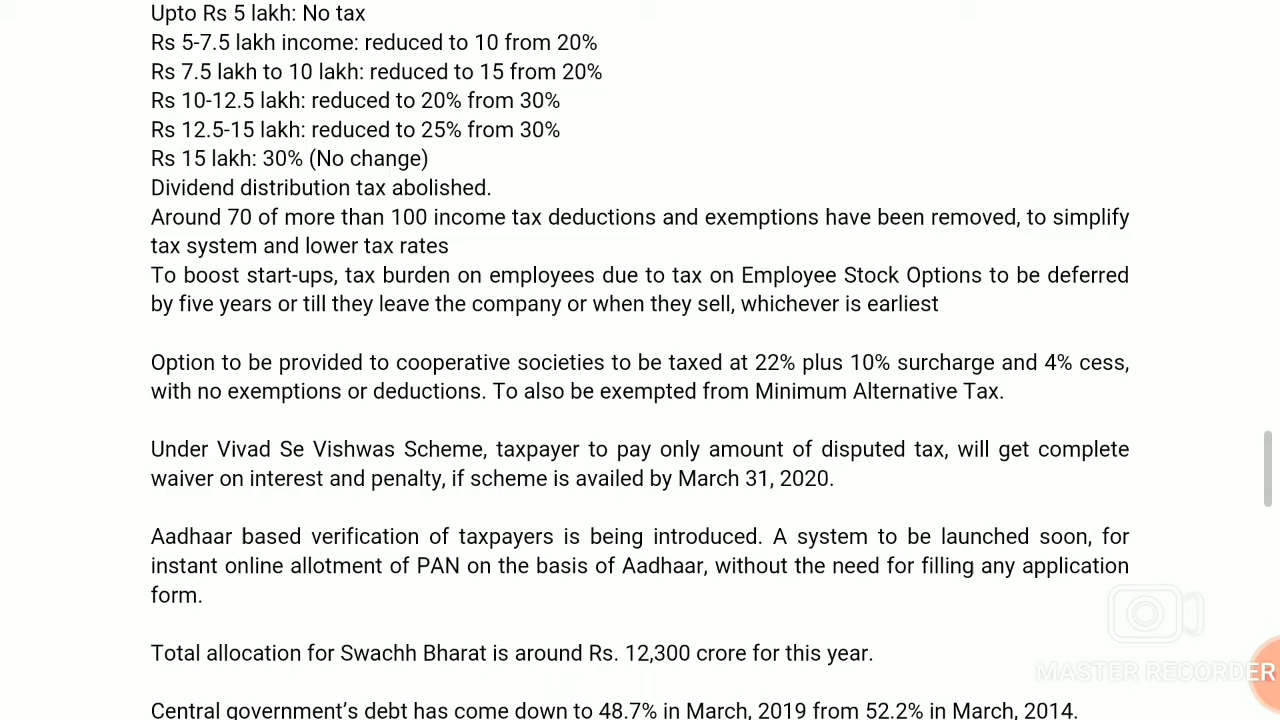 Upto Rs 5 lakh: No tax
Rs 5-7.5 lakh income: reduced to 10 from 20%
Rs 7.5 lakh to 10 lakh: reduced to 15 from 20%
Rs 10-12.5 lakh: reduced to 20% from 30%
Rs 12.5-15 lakh: reduced to 25% from 30%
Rs 15 lakh: 30% (No change)
Dividend distribution tax abolished.
Around 70 of more than 100 income tax deductions and exemptions have been removed, to simplify
tax system and lower tax rates
To boost start-ups, tax burden on employees due to tax on Employee Stock Options to be deferred
by five years or till they leave the company or when they sell, whichever is earliest
Option to be provided to cooperative societies to be taxed at 22% plus 10% surcharge and 4% cess,
with no exemptions or deductions. To also be exempted from Minimum Alternative Tax.
Under Vivad Se Vishwas Scheme, taxpayer to pay only amount of disputed tax, will get complete
waiver on interest and penalty, if scheme is availed by March 31, 2020.
Aadhaar based verification of taxpayers is being introduced. A system to be launched soon, for
instant online allotment of PAN on the basis of Aadhaar, without the need for filling any application
form.
Total allocation for Swachh Bharat is around Rs. 12,300 crore for this year.
MASTER RECORDER
Central government's debt has come down to 48.7% in March, 2019 from 52.2% in March, 2014.